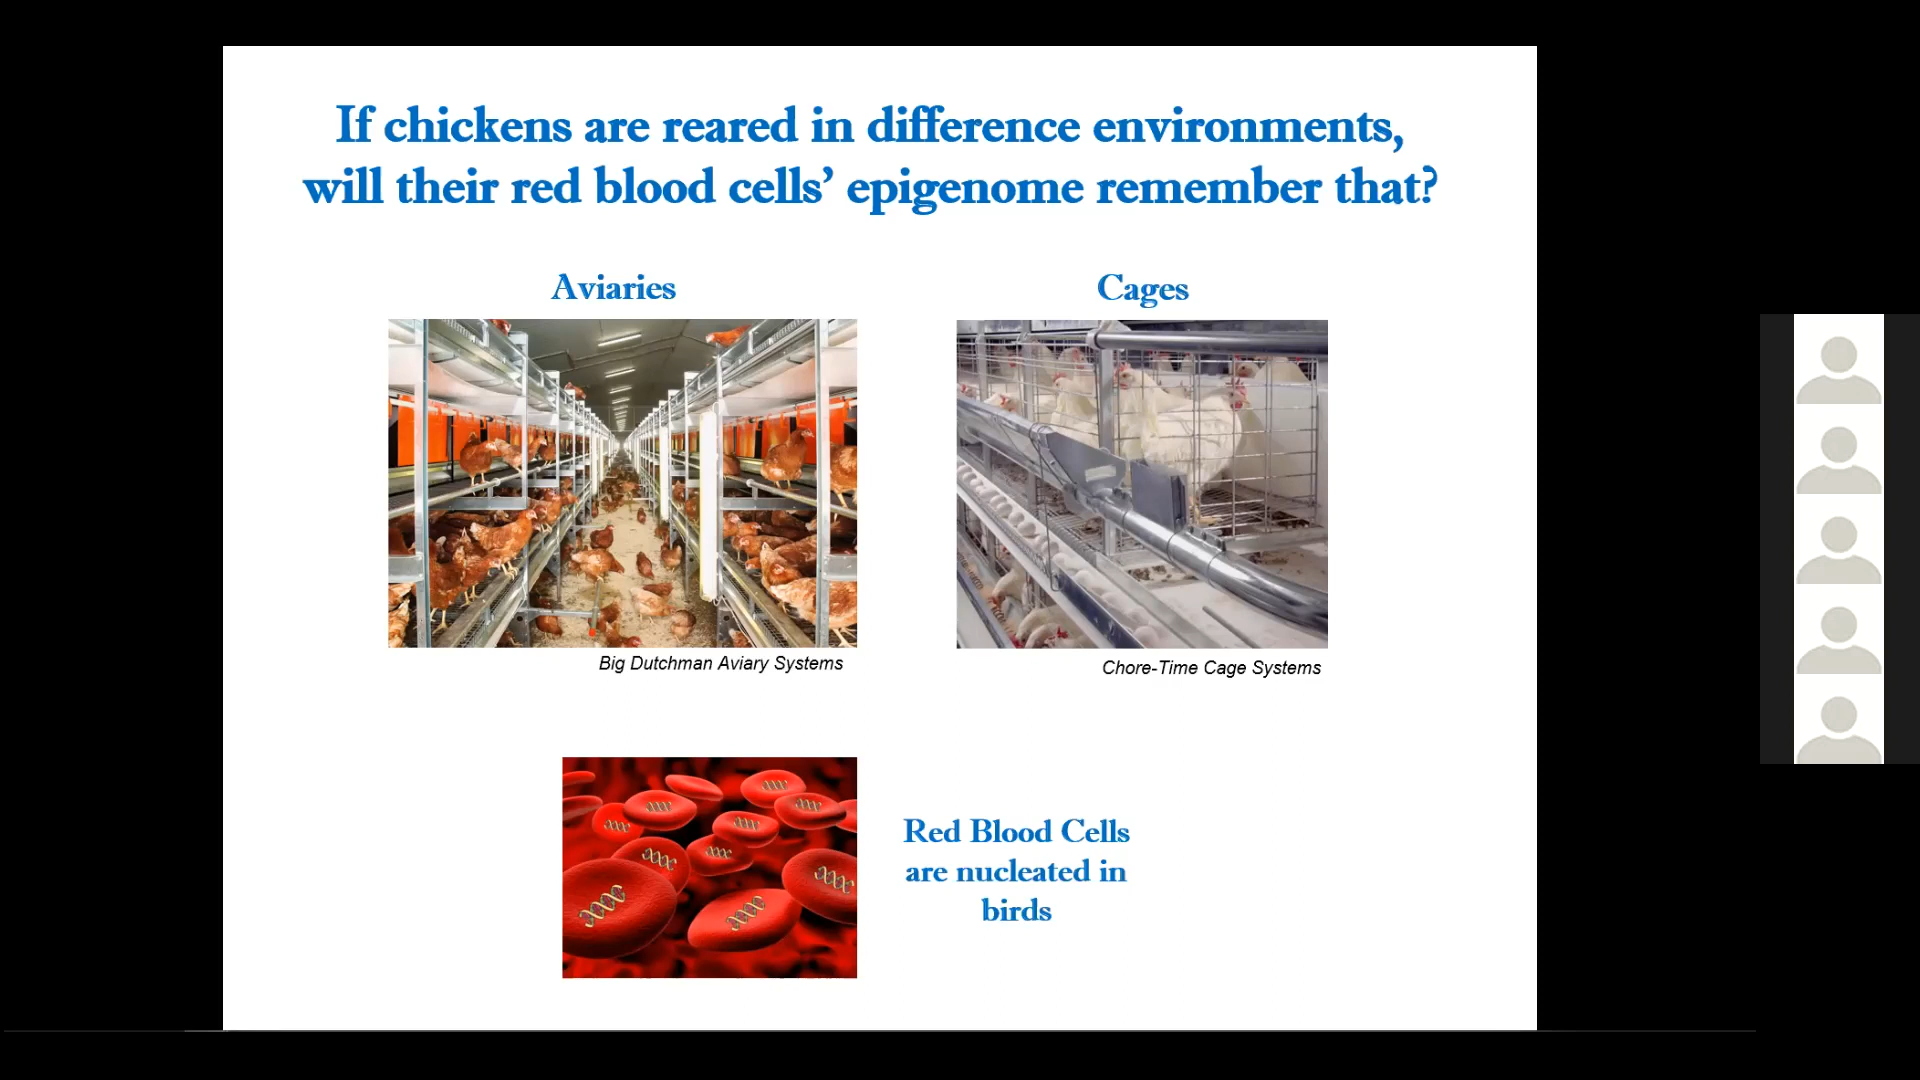 If chickens are reared in difference environments,
will their red blood cells’ epigenome remember that?
Aviaries
Cages
Big Dutchman Aviary Systems
Chore-Time Cage Systems
Red Blood Cells
are nucleated in
birds